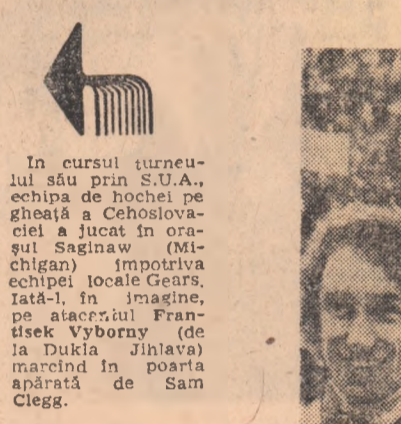 In cursul turneu-
lui său prin S.U.A.,
echipa de hochei pe
gheață a Cehoslova-
ciei a jucat în ora-
șul Saginaw (Mi-
chigan) împotriva
echipei locale Gears.
Iată-l, în imagine,
pe atacantul Fran-
tisek Vyborny (de
la Dukla Jihlava)
marcînd în poarta
apărată de Sam
Clegg.